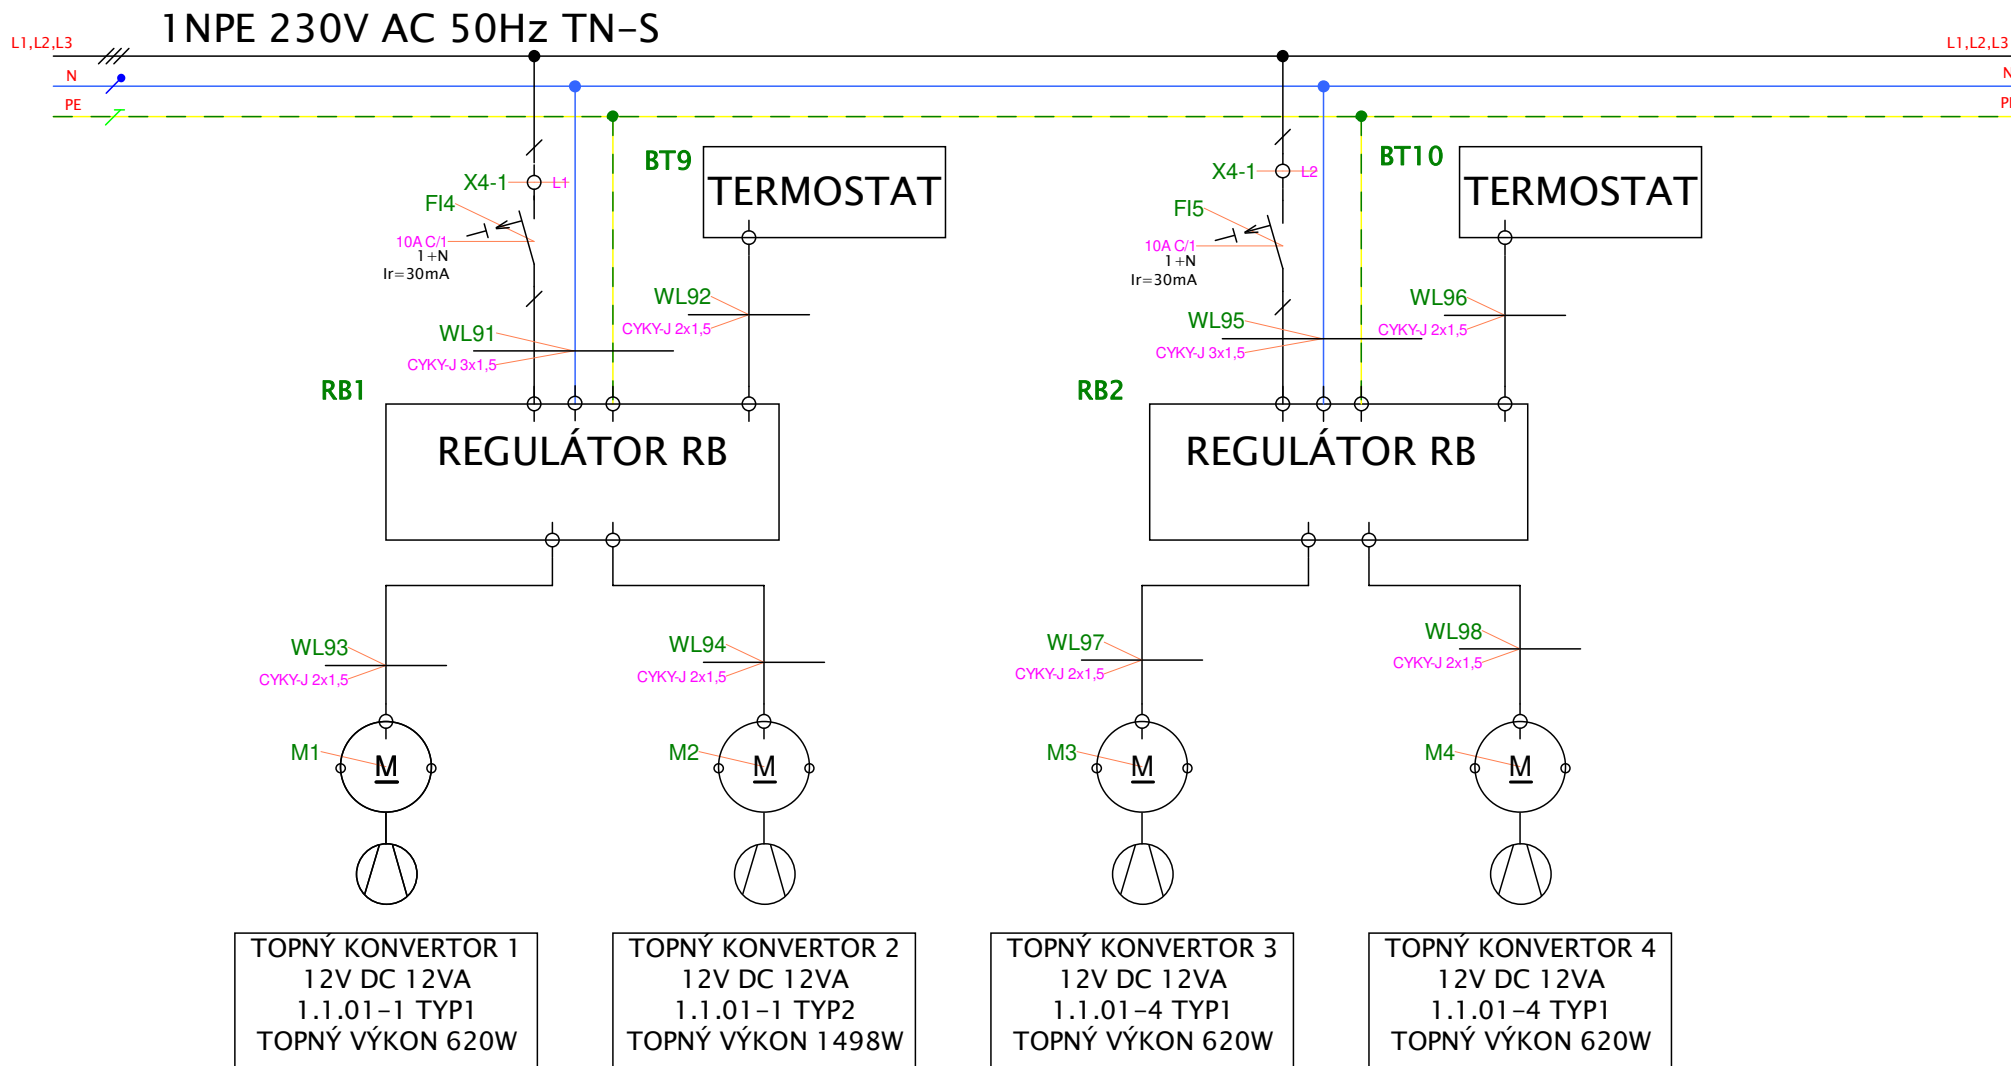 1NPE 230V AC 50Hz TN-S
L1,L2,L3
L1,L2,L3
N
N
PE
BT9
TERMOSTAT
BT10
TERMOSTAT
X4-1
L1
X4-1
L2
FI4
10A C/1
1+N
Ir=30mA
FI5
10A C/1
1+N
Ir=30mA
WL92
CYKY-J 2x1,5
WL96
CYKY-J 2x1,5
WL91
CYKY-J 3x1,5
WL95
CYKY-J 3x1,5
RB1
REGULÁTOR RB
RB2
REGULÁTOR RB
WL93
CYKY-J 2x1,5
WL94
CYKY-J 2x1,5
WL97
CYKY-J 2x1,5
WL98
CYKY-J 2x1,5
M1
M
M2
M
M3
M
M4
M
TOPNÝ KONVERTOR 1
12V DC 12VA
1.1.01-1 TYP1
TOPNÝ VÝKON 620W
TOPNÝ KONVERTOR 2
12V DC 12VA
1.1.01-1 TYP2
TOPNÝ VÝKON 1498W
TOPNÝ KONVERTOR 3
12V DC 12VA
1.1.01-4 TYP1
TOPNÝ VÝKON 620W
TOPNÝ KONVERTOR 4
12V DC 12VA
1.1.01-4 TYP1
TOPNÝ VÝKON 620W